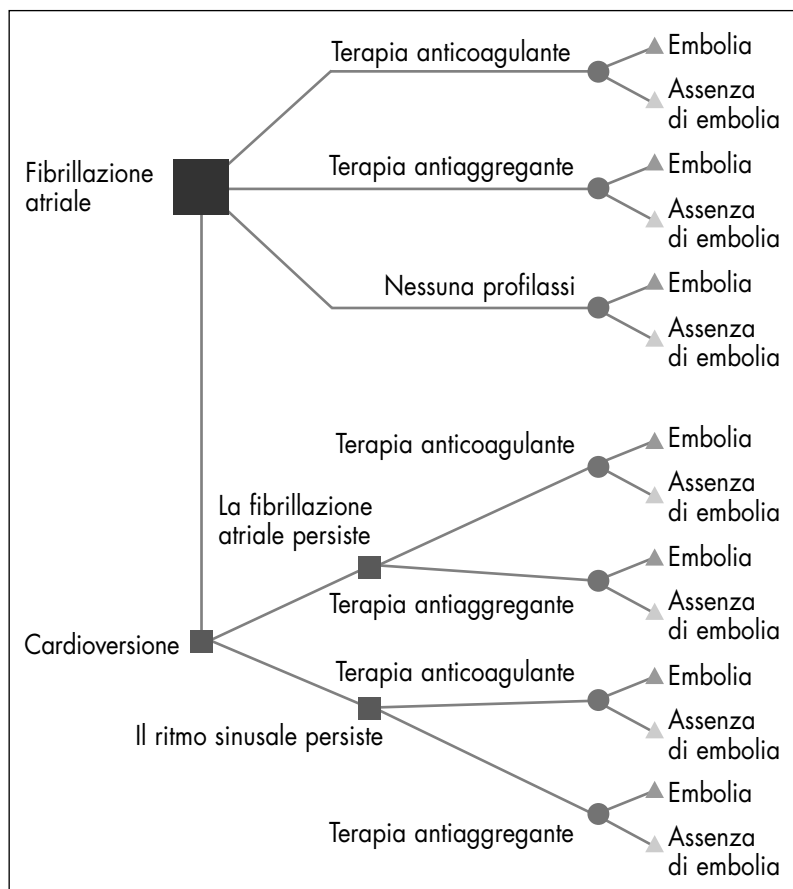 Terapia anticoagulante
Embolia
Assenza
di embolia
Fibrillazione
atriale
Terapia antiaggregante
Embolia
Assenza
di embolia
Nessuna profilassi
Embolia
Assenza
di embolia
Terapia anticoagulante
Embolia
Assenza
di embolia
La fibrillazione
atriale persiste
Terapia antiaggregante
Embolia
Assenza
di embolia
Cardioversione
Terapia anticoagulante
Embolia
Assenza
di embolia
Il ritmo sinusale persiste
Terapia antiaggregante
Embolia
Assenza
di embolia